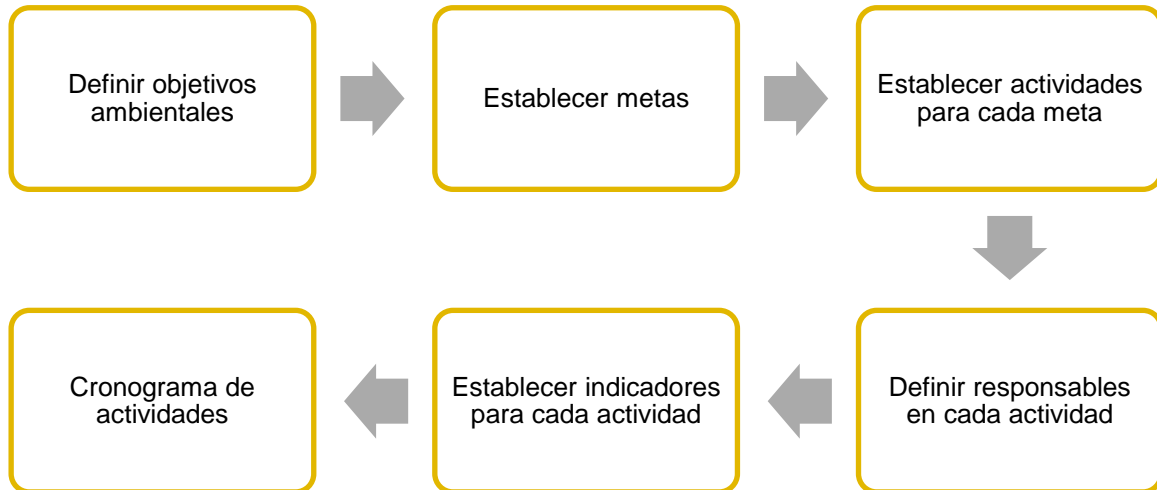 Definir objetivos
ambientales
Establecer metas
Establecer actividades
para cada meta
Definir responsables
en cada actividad
Establecer indicadores
para cada actividad
Cronograma de
actividades